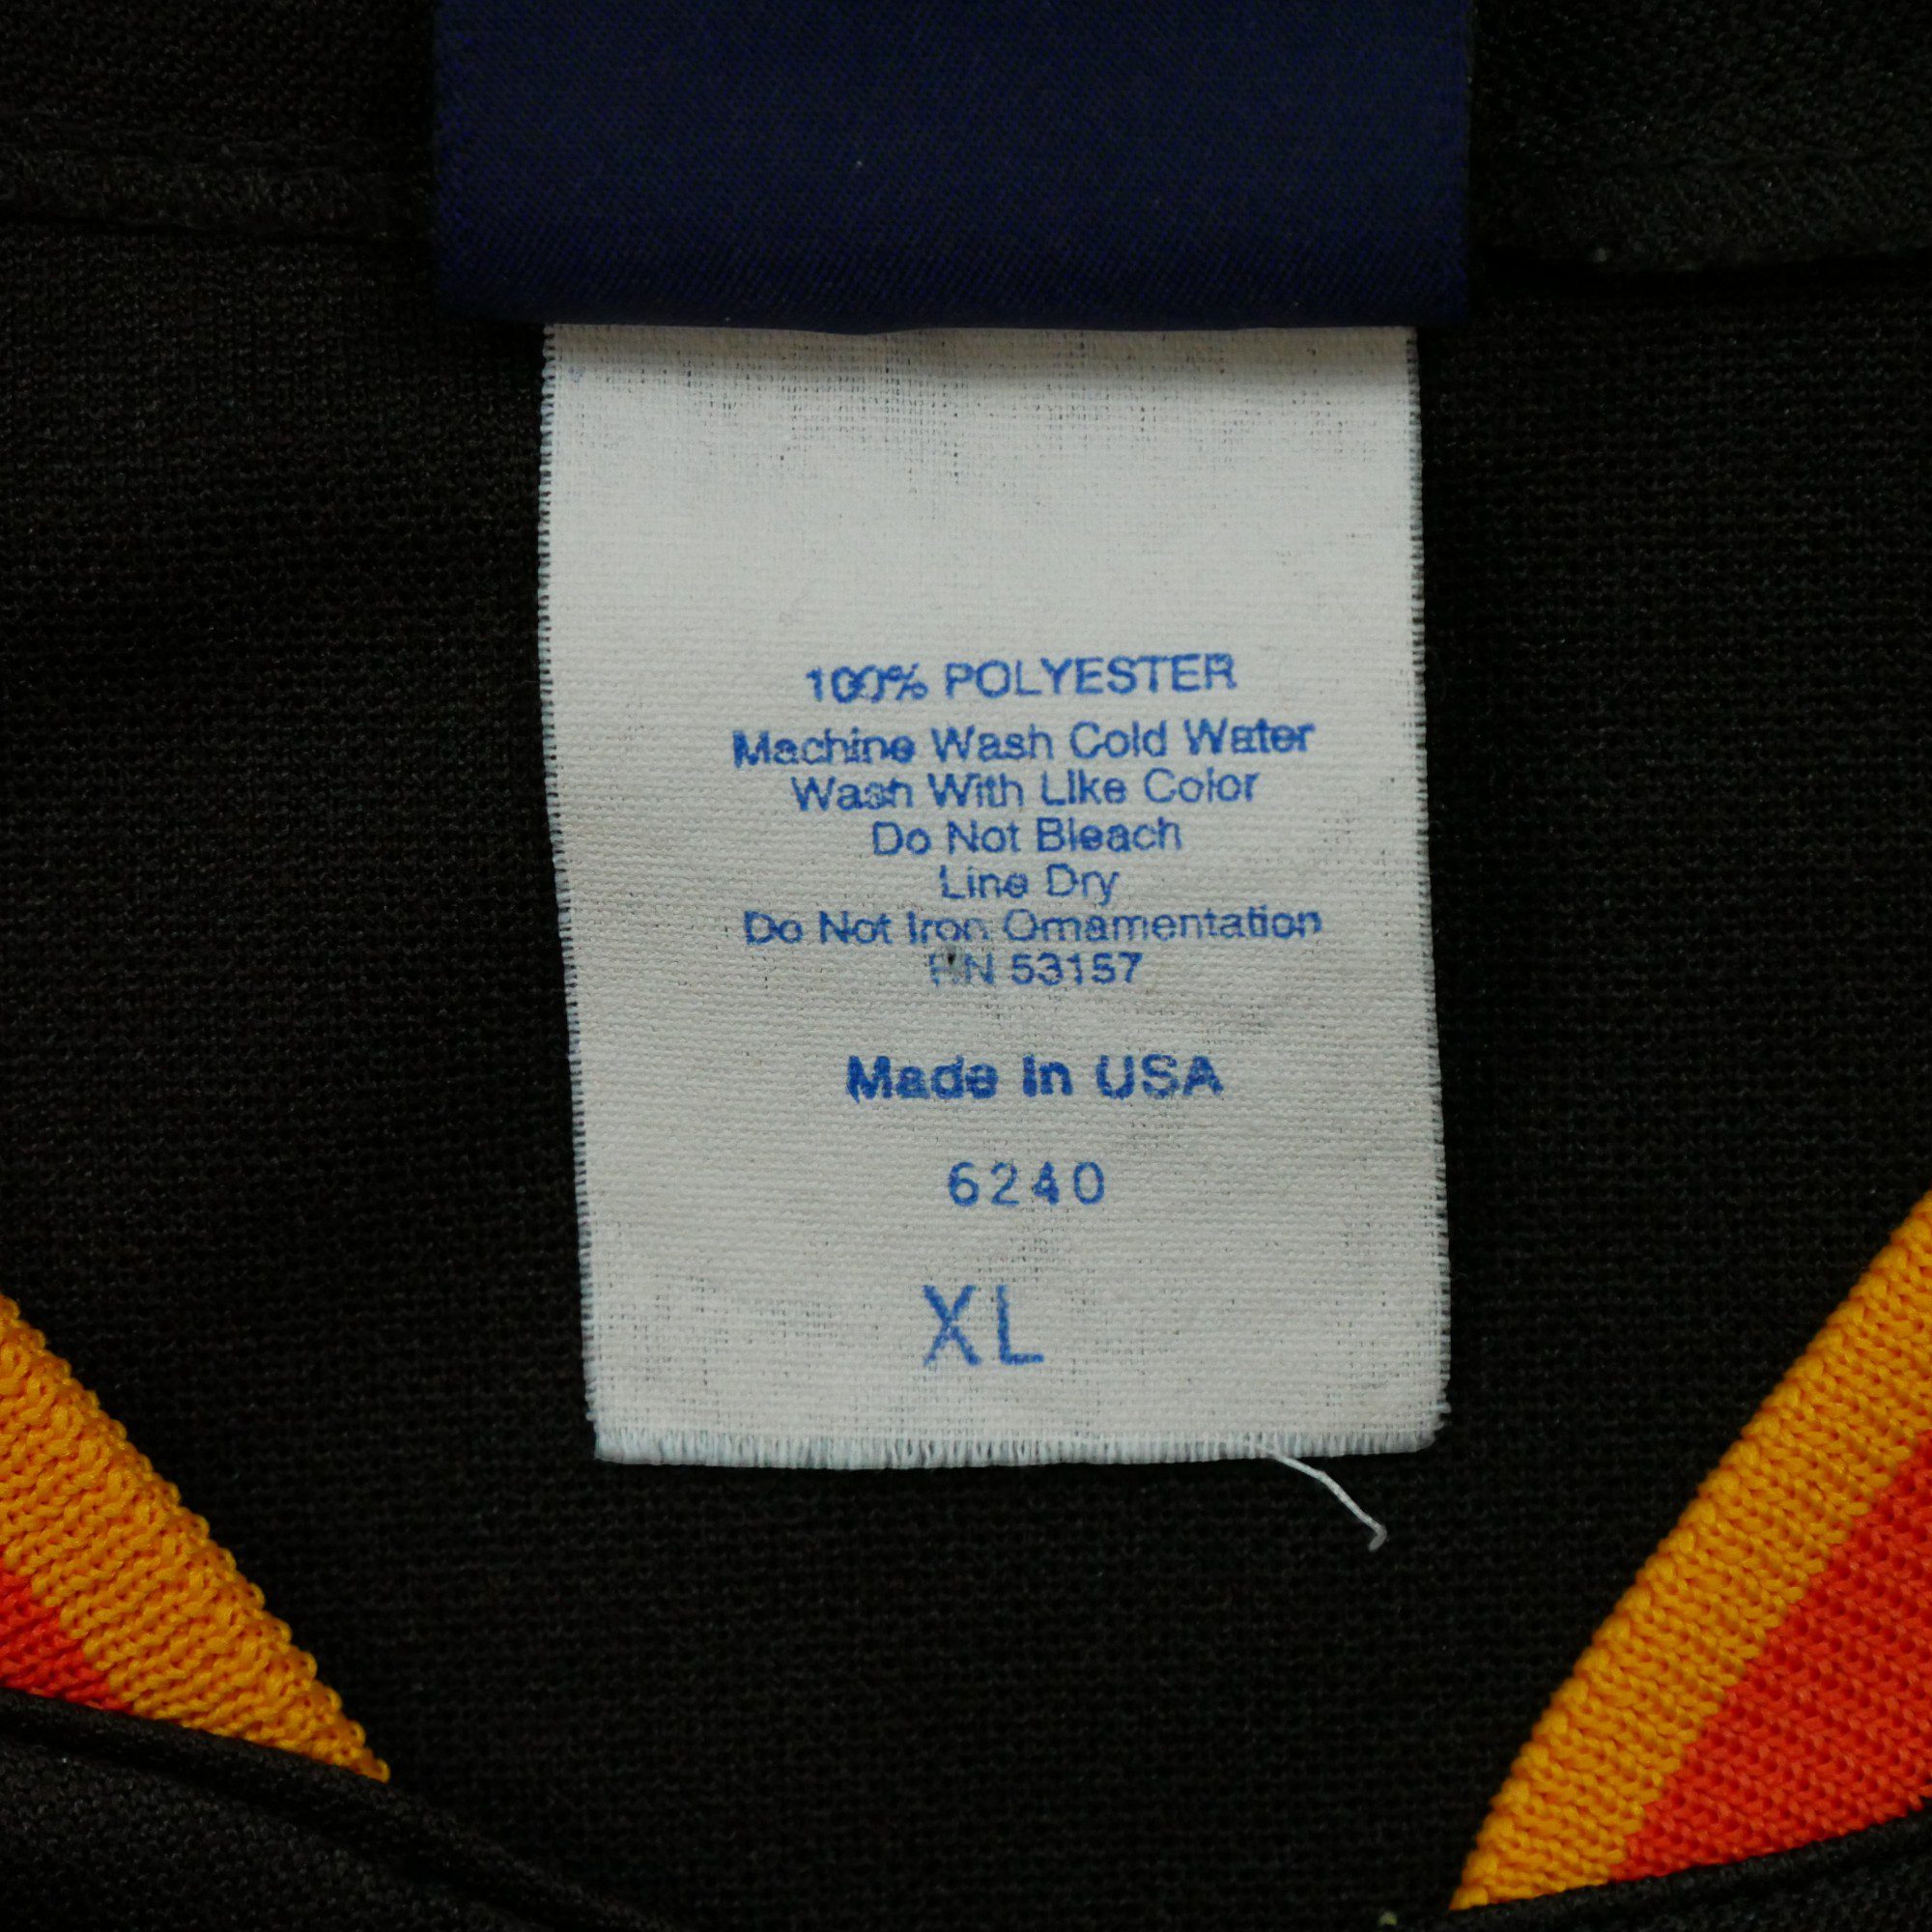 100% POLYESTER
Machine Wash Cold Water
Wash With Like Color
Do Not Bleach
Line Dry
Do Not Iron Ornamentation
RN 53157
Made In USA
6240
XL